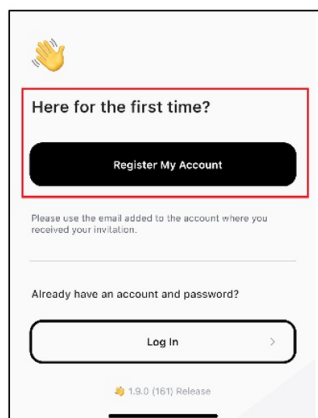 Here for the first time?
Register My Account
Please use the email added to the account where you
received your invitation.
Already have an account and password?
Log In
1.9.0 (161) Release